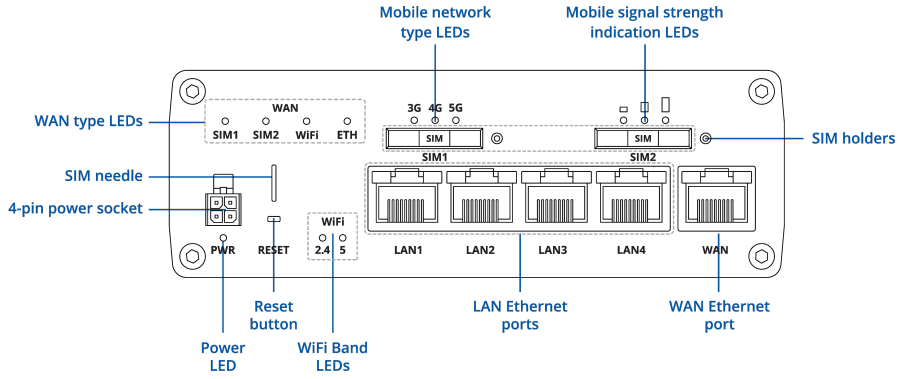 Mobile network
type LEDs
Mobile signal strength
indication LEDs
WAN type LEDs
WAN
SIM1 SIM2 WiFi ETH
3G 4G 5G
SIM
SIM1
SIM
SIM2
SIM holders
SIM needle
4-pin power socket
PWR
RESET
WiFi
2.4 5
LAN1 LAN2 LAN3 LAN4 WAN
Reset
button
LAN Ethernet
ports
WAN Ethernet
port
Power
LED
WiFi Band
LEDs